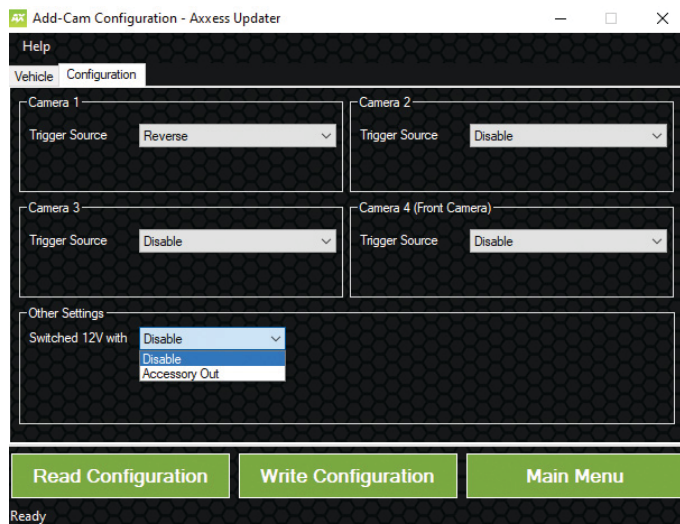 AX Add-Cam Configuration - Axxess Updater
Help
Vehicle Configuration
Camera 1
Trigger Source Reverse
Camera 2
Trigger Source Disable
Camera 3
Trigger Source Disable
Camera 4 (Front Camera)
Trigger Source Disable
Other Settings
Switched 12V with Disable
Disable
Accessory Out
Read Configuration Write Configuration Main Menu
Ready